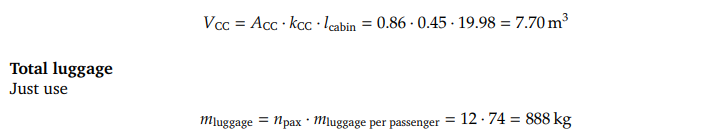 V_CC = A_CC · k_CC · l_cabin = 0.86 · 0.45 · 19.98 = 7.70 m³
Total luggage
Just use
m_luggage = n_pax · m_luggage per passenger = 12 · 74 = 888 kg